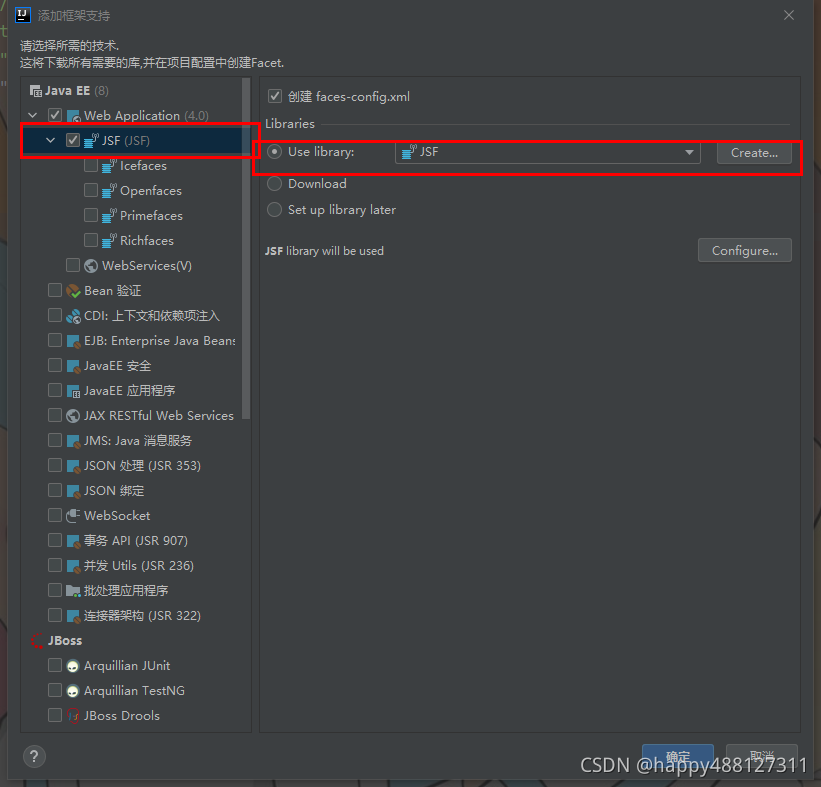 添加框架支持
请选择所需的技术.
这将下载所有需要的库,并在项目配置中创建Facet.
Java EE (8)
Web Application (4.0)
JSF (JSF)
Icefaces
Openfaces
Primefaces
Richfaces
WebServices(V)
Bean 验证
CDI: 上下文和依赖项注入
EJB: Enterprise Java Beans
JavaEE 安全
JavaEE 应用程序
JAX RESTful Web Services
JMS: Java 消息服务
JSON 处理 (JSR 353)
JSON 绑定
WebSocket
事务 API (JSR 907)
并发 Utils (JSR 236)
批处理应用程序
连接器架构 (JSR 322)
JBoss
Arquillian JUnit
Arquillian TestNG
JBoss Drools
创建 faces-config.xml
Libraries
Use library:
JSF
Create...
Download
Set up library later
JSF library will be used
Configure...
?
确定
取消
CSDN @happy488127311